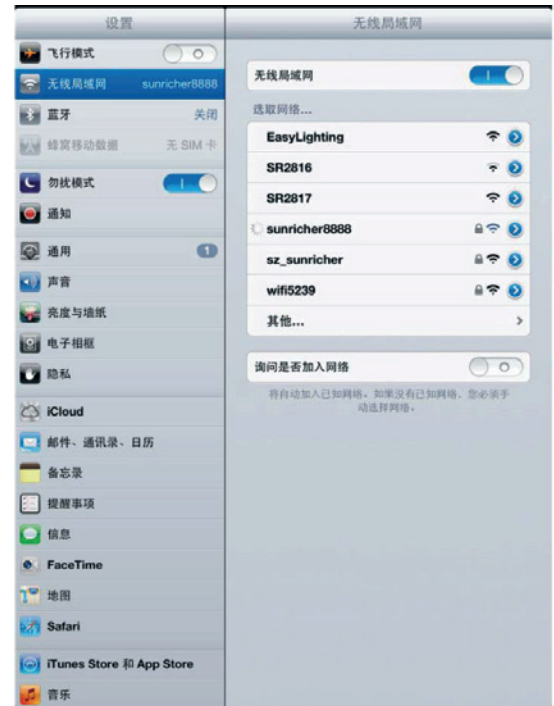 设置
飞行模式
无线局域网 sunricher8888
蓝牙 关闭
蜂窝移动数据 无 SIM 卡
勿扰模式
通知
通用 1
声音
亮度与墙纸
电子相框
隐私
iCloud
邮件、通讯录、日历
备忘录
提醒事项
信息
FaceTime
地图
Safari
iTunes Store 和 App Store
音乐
无线局域网
无线局域网
选取网络...
EasyLighting
SR2816
SR2817
sunricher8888
sz_sunricher
wifi5239
其他...
询问是否加入网络
将自动加入已知网络。如果没有已知网络，您必须手
动选择网络。